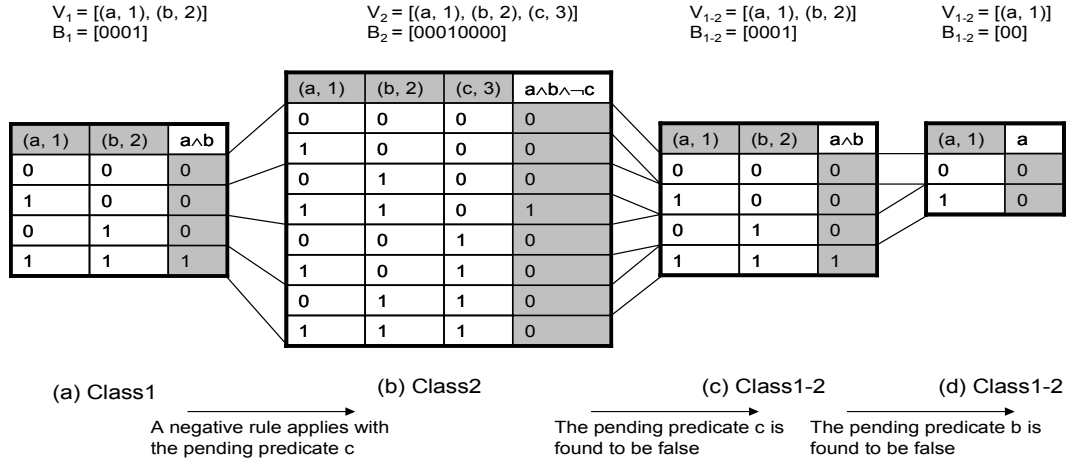 V1 = [(a, 1), (b, 2)]
B1 = [0001]
V2 = [(a, 1), (b, 2), (c, 3)]
B2 = [00010000]
V1-2 = [(a, 1), (b, 2)]
B1-2 = [0001]
V1-2 = [(a, 1)]
B1-2 = [00]
(a, 1) (b, 2) a∧b
0 0 0
1 0 0
0 1 0
1 1 1
(a, 1) (b, 2) (c, 3) a∧b∧¬c
0 0 0 0
1 0 0 0
0 1 0 0
1 1 0 1
0 0 1 0
1 0 1 0
0 1 1 0
1 1 1 0
(a, 1) (b, 2) a∧b
0 0 0
1 0 0
0 1 0
1 1 1
(a, 1) a
0 0
1 0
(a) Class1
(b) Class2
(c) Class1-2
(d) Class1-2
A negative rule applies with
the pending predicate c
The pending predicate c is
found to be false
The pending predicate b is
found to be false